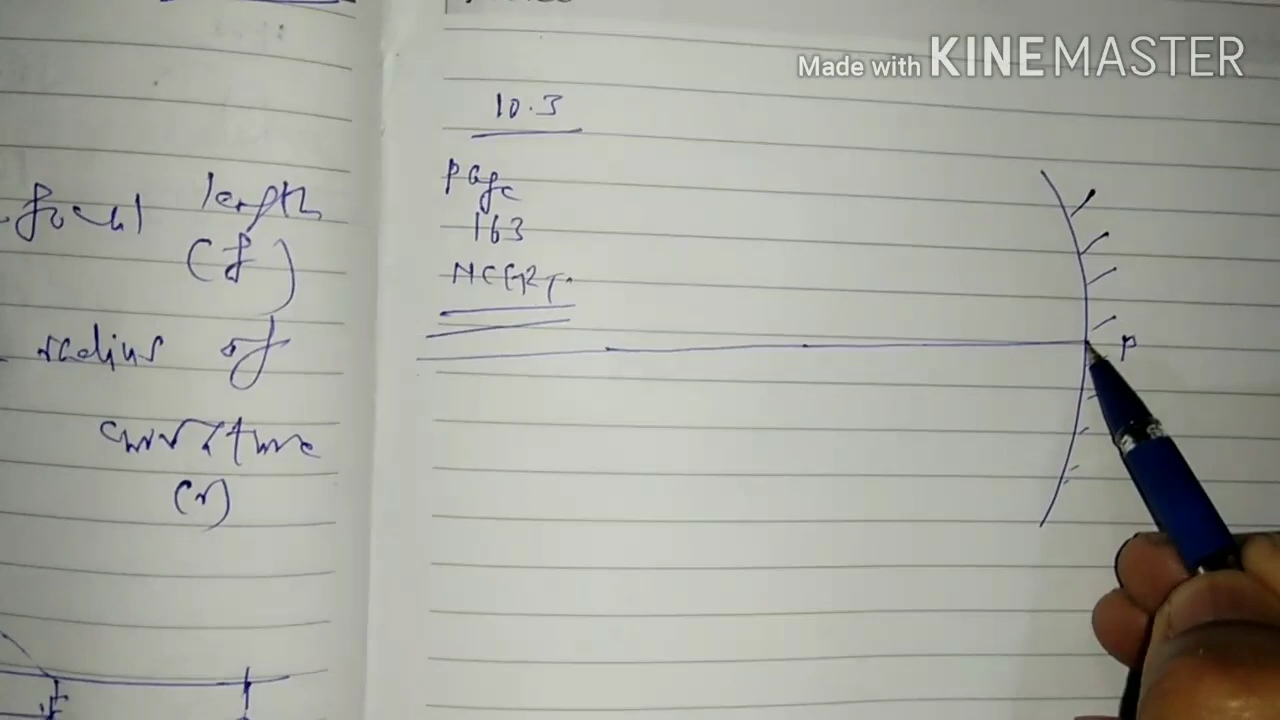 Made with KINEMASTER
10.3
page
163
NCERT.
focal length
(f)
radius of
curvature
(r)
P